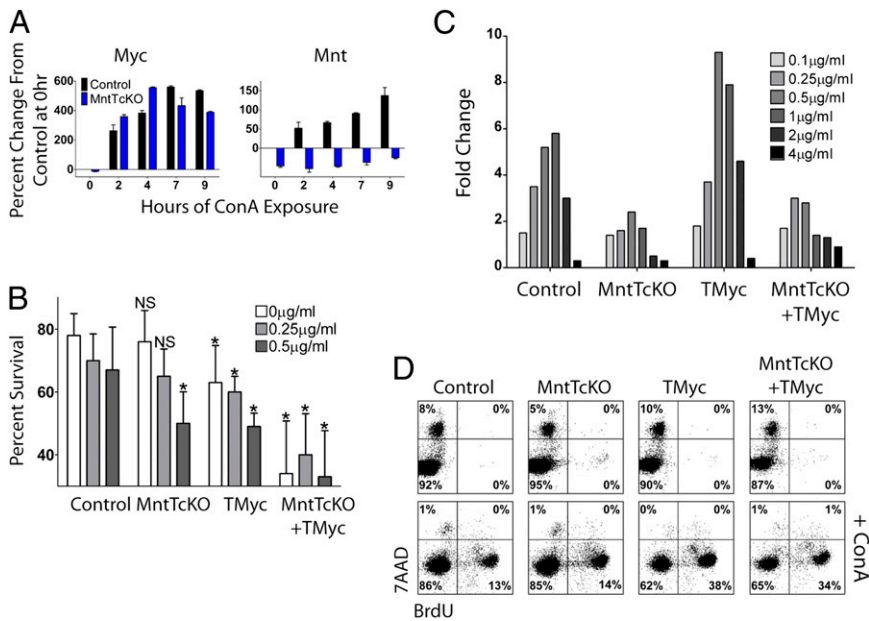 A
Myc
Mnt
Percent Change From
Control at 0hr
600
400
200
0
Control
MntTcKO
0 2 4 7 9
150
100
50
0
-50
0 2 4 7 9
Hours of ConA Exposure
B
Percent Survival
80
60
40
NS
NS
*
*
*
*
*
*
*
0µg/ml
0.25µg/ml
0.5µg/ml
Control MntTcKO TMyc MntTcKO
+TMyc
C
Fold Change
10
8
6
4
2
0
0.1µg/ml
0.25µg/ml
0.5µg/ml
1µg/ml
2µg/ml
4µg/ml
Control MntTcKO TMyc MntTcKO
+TMyc
D
Control MntTcKO TMyc MntTcKO
+TMyc
8% 0% 5% 0% 10% 0% 13% 0%
92% 95% 90% 87%
1% 0% 1% 0% 0% 0% 1% 1%
86% 13% 85% 14% 62% 38% 65% 34%
7AAD
BrdU
+ ConA